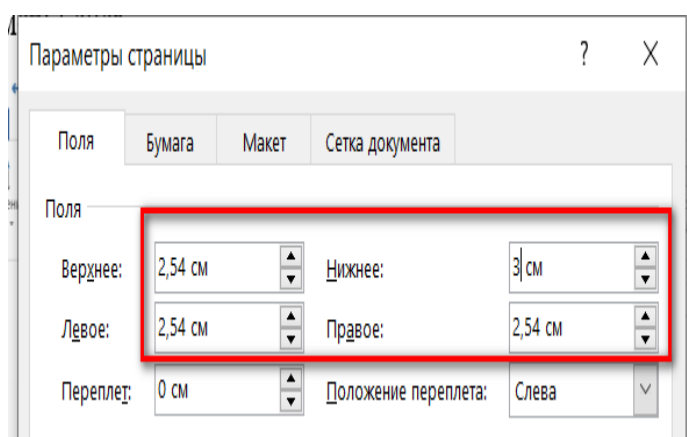 Параметры страницы ? X
Поля Бумага Макет Сетка документа
Поля
Верхнее: 2,54 см Нижнее: 3 см
Левое: 2,54 см Правое: 2,54 см
Переплет: 0 см Положение переплета: Слева